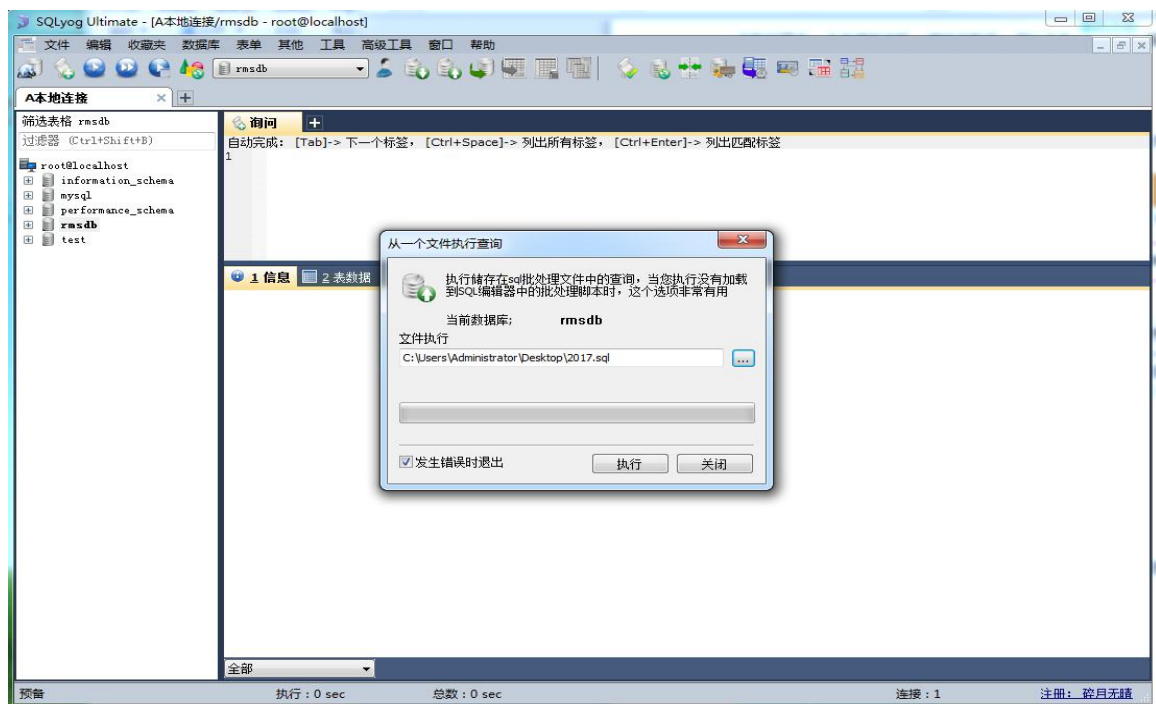 SQLyog Ultimate - [A本地连接/rmsdb - root@localhost]
文件 编辑 收藏夹 数据库 表单 其他 工具 高级工具 窗口 帮助
rmsdb
A本地连接
筛选表格 rmsdb
过滤器 (Ctrl+Shift+B)
root@localhost
information_schema
mysql
performance_schema
rmsdb
test
询问
自动完成: [Tab]-> 下一个标签, [Ctrl+Space]-> 列出所有标签, [Ctrl+Enter]-> 列出匹配标签
1
1 信息 2 表数据
从一个文件执行查询
执行储存在sql批处理文件中的查询，当您执行没有加载
到SQL编辑器中的批处理脚本时，这个选项非常有用
当前数据库; rmsdb
文件执行
C:\Users\Administrator\Desktop\2017.sql
...
发生错误时退出 执行 关闭
全部
预备 执行 : 0 sec 总数 : 0 sec 连接 : 1 注册: 碎月无晴